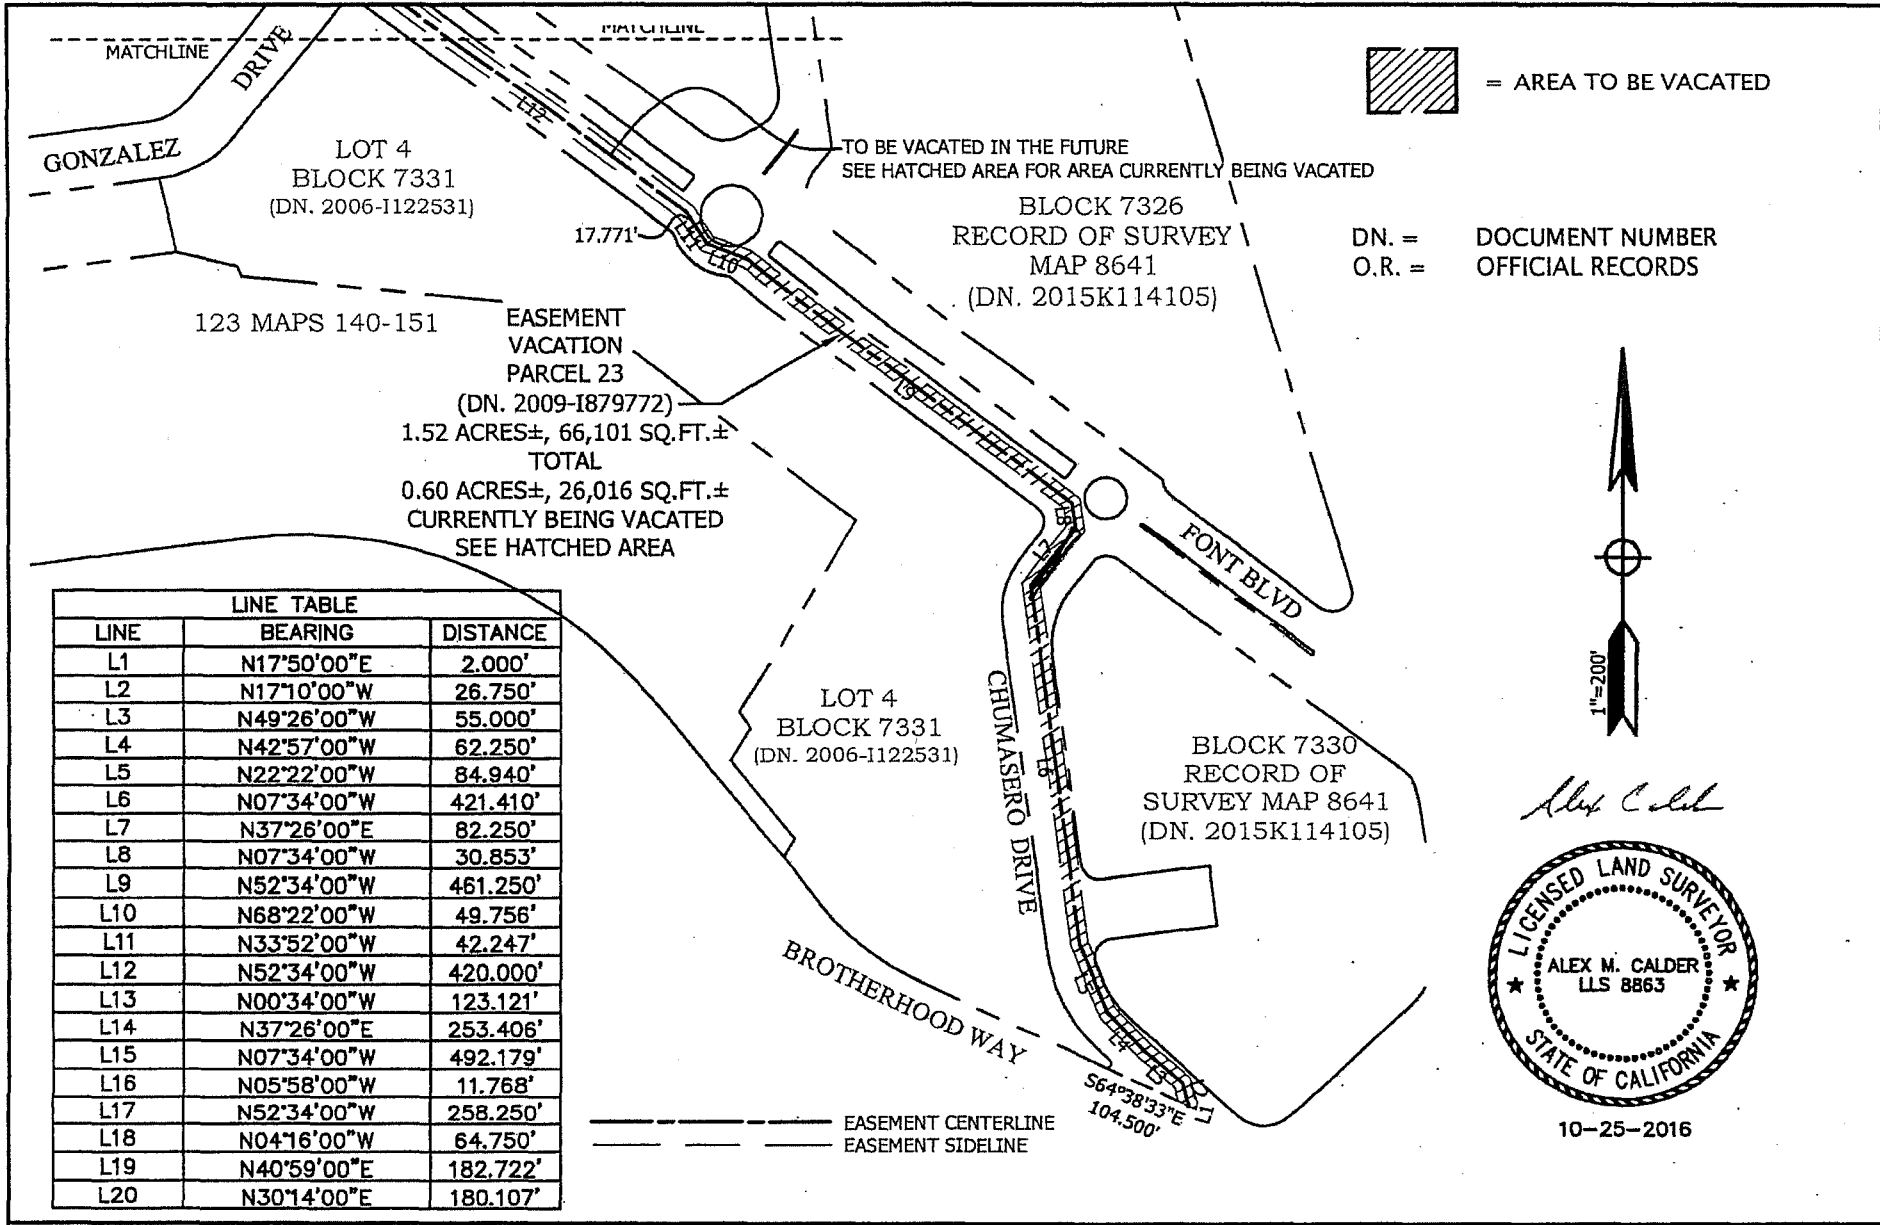 MATCHLINE
MATCHLINE
GONZALEZ DRIVE
LOT 4
BLOCK 7331
(DN. 2006-I122531)
L12
= AREA TO BE VACATED
TO BE VACATED IN THE FUTURE
SEE HATCHED AREA FOR AREA CURRENTLY BEING VACATED
17.771'
L11
L10
BLOCK 7326
RECORD OF SURVEY
MAP 8641
(DN. 2015K114105)
DN. = DOCUMENT NUMBER
O.R. = OFFICIAL RECORDS
123 MAPS 140-151
EASEMENT
VACATION
PARCEL 23
(DN. 2009-I879772)
1.52 ACRES±, 66,101 SQ.FT.±
TOTAL
0.60 ACRES±, 26,016 SQ.FT.±
CURRENTLY BEING VACATED
SEE HATCHED AREA
L9
L8
L7
FONT BLVD
LINE TABLE
LINE BEARING DISTANCE
L1 N17°50'00"E 2.000'
L2 N17°10'00"W 26.750'
L3 N49°26'00"W 55.000'
L4 N42°57'00"W 62.250'
L5 N22°22'00"W 84.940'
L6 N07°34'00"W 421.410'
L7 N37°26'00"E 82.250'
L8 N07°34'00"W 30.853'
L9 N52°34'00"W 461.250'
L10 N68°22'00"W 49.756'
L11 N33°52'00"W 42.247'
L12 N52°34'00"W 420.000'
L13 N00°34'00"W 123.121'
L14 N37°26'00"E 253.406'
L15 N07°34'00"W 492.179'
L16 N05°58'00"W 11.768'
L17 N52°34'00"W 258.250'
L18 N04°16'00"W 64.750'
L19 N40°59'00"E 182.722'
L20 N30°14'00"E 180.107'
LOT 4
BLOCK 7331
(DN. 2006-I122531)
CHUMASERO DRIVE
L6
BLOCK 7330
RECORD OF
SURVEY MAP 8641
(DN. 2015K114105)
1"=200'
Alex Calder
LICENSED LAND SURVEYOR
ALEX M. CALDER
LLS 8863
STATE OF CALIFORNIA
10-25-2016
BROTHERHOOD WAY
L5
L4
L3
L1
S64°38'33"E
104.500'
EASEMENT CENTERLINE
EASEMENT SIDELINE